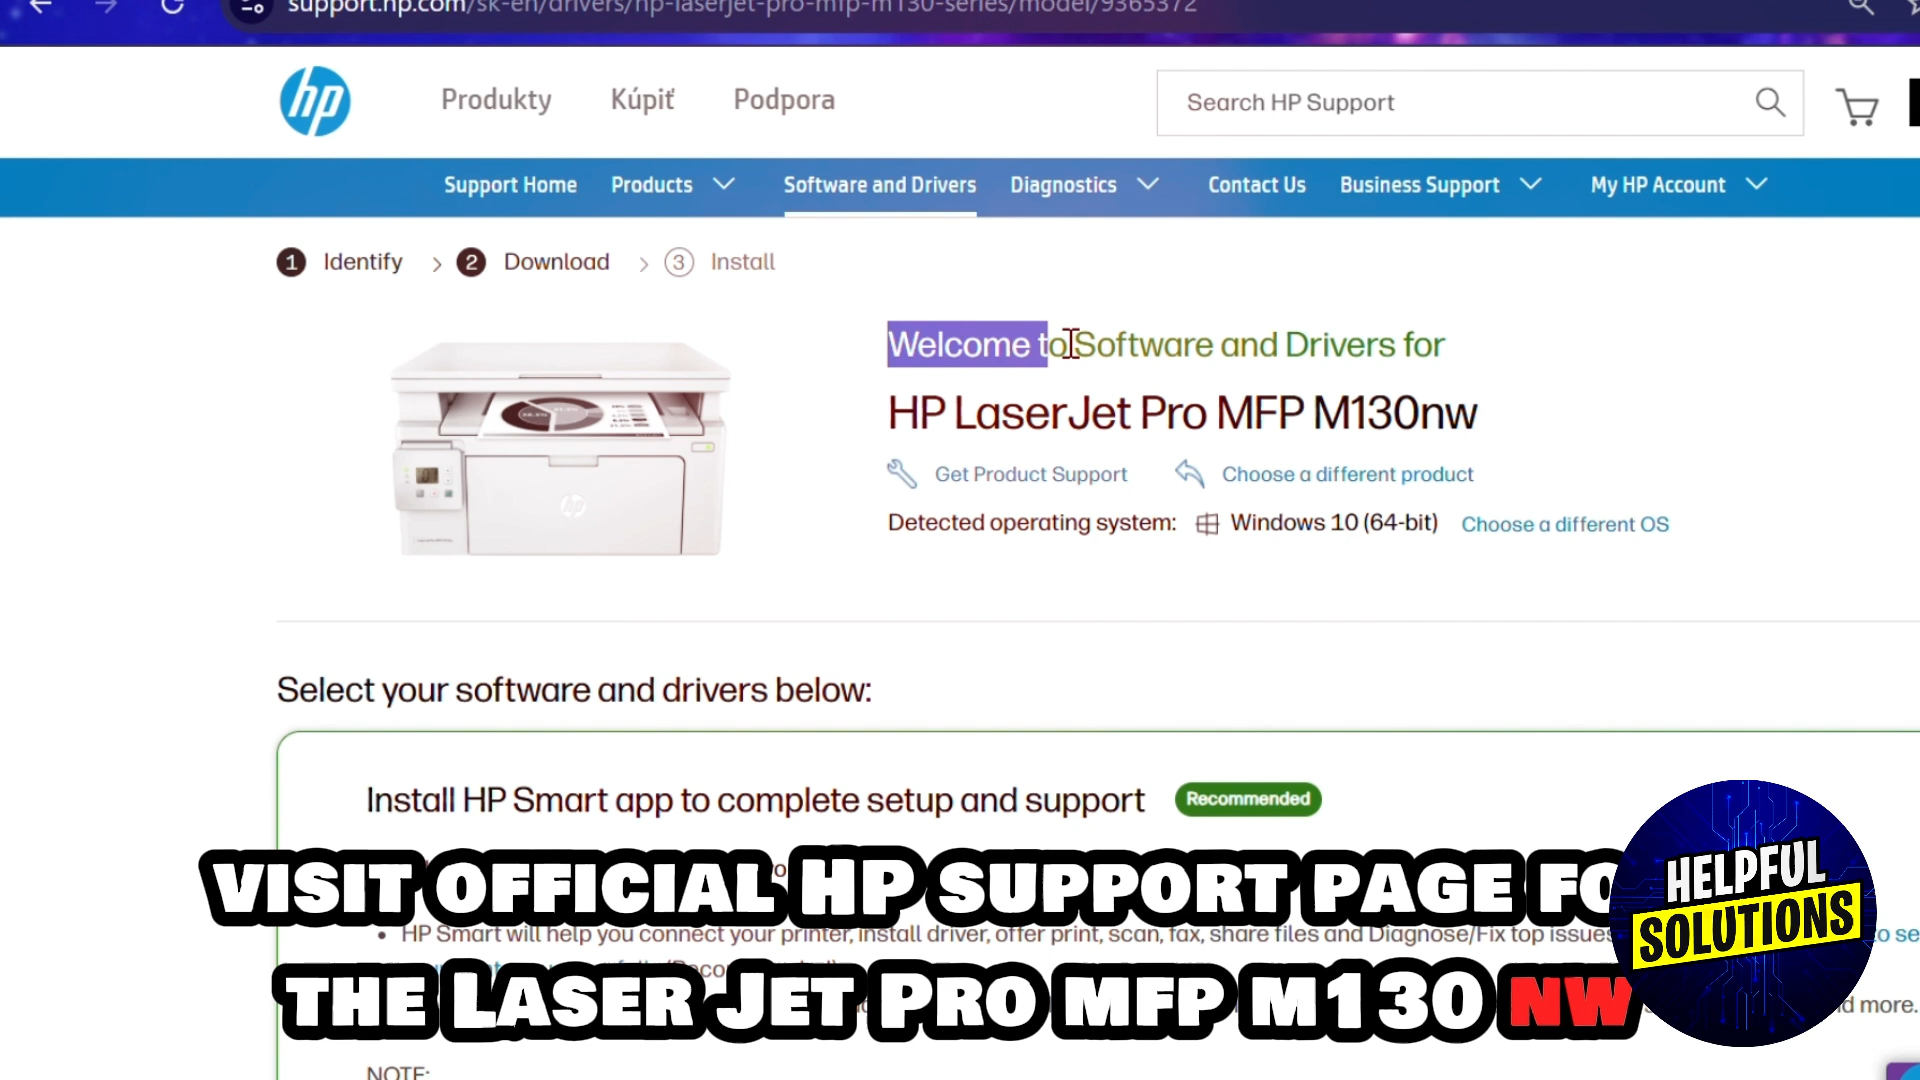 support.hp.com/sk-en/drivers/hp-laserjet-pro-mfp-m130-series/model/9365372
hp
Produkty
Kúpiť
Podpora
Search HP Support
Support Home
Products
Software and Drivers
Diagnostics
Contact Us
Business Support
My HP Account
1 Identify
2 Download
3 Install
Welcome to Software and Drivers for
HP LaserJet Pro MFP M130nw
Get Product Support
Choose a different product
Detected operating system: Windows 10 (64-bit) Choose a different OS
Select your software and drivers below:
Install HP Smart app to complete setup and support
Recommended
VISIT OFFICIAL HP SUPPORT PAGE FO
HELPFUL
SOLUTIONS
HP Smart will help you connect your printer, install driver, offer print, scan, fax, share files and Diagnose/Fix top issues
THE LASER JET PRO MFP M130 NW
d more.
NOTE: